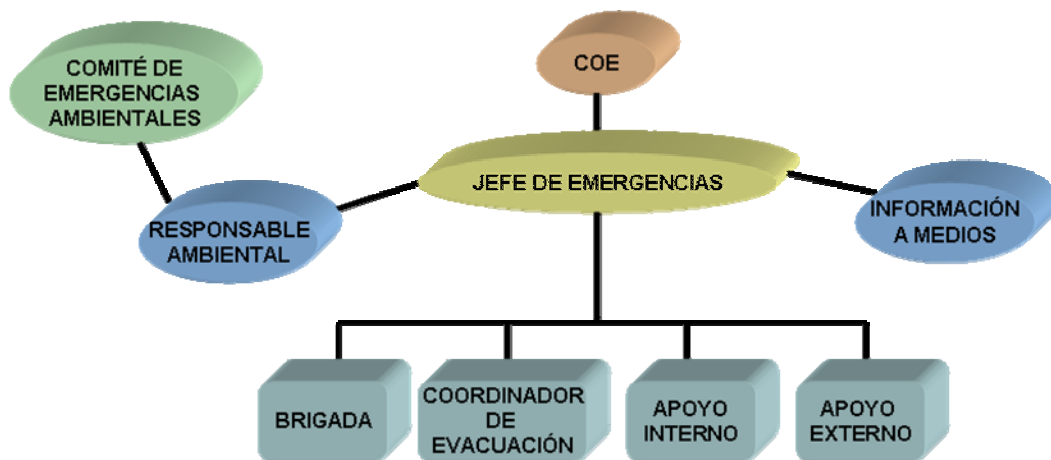 COMITÉ DE
EMERGENCIAS
AMBIENTALES
COE
JEFE DE EMERGENCIAS
RESPONSABLE
AMBIENTAL
INFORMACIÓN
A MEDIOS
BRIGADA
COORDINADOR
DE
EVACUACIÓN
APOYO
INTERNO
APOYO
EXTERNO